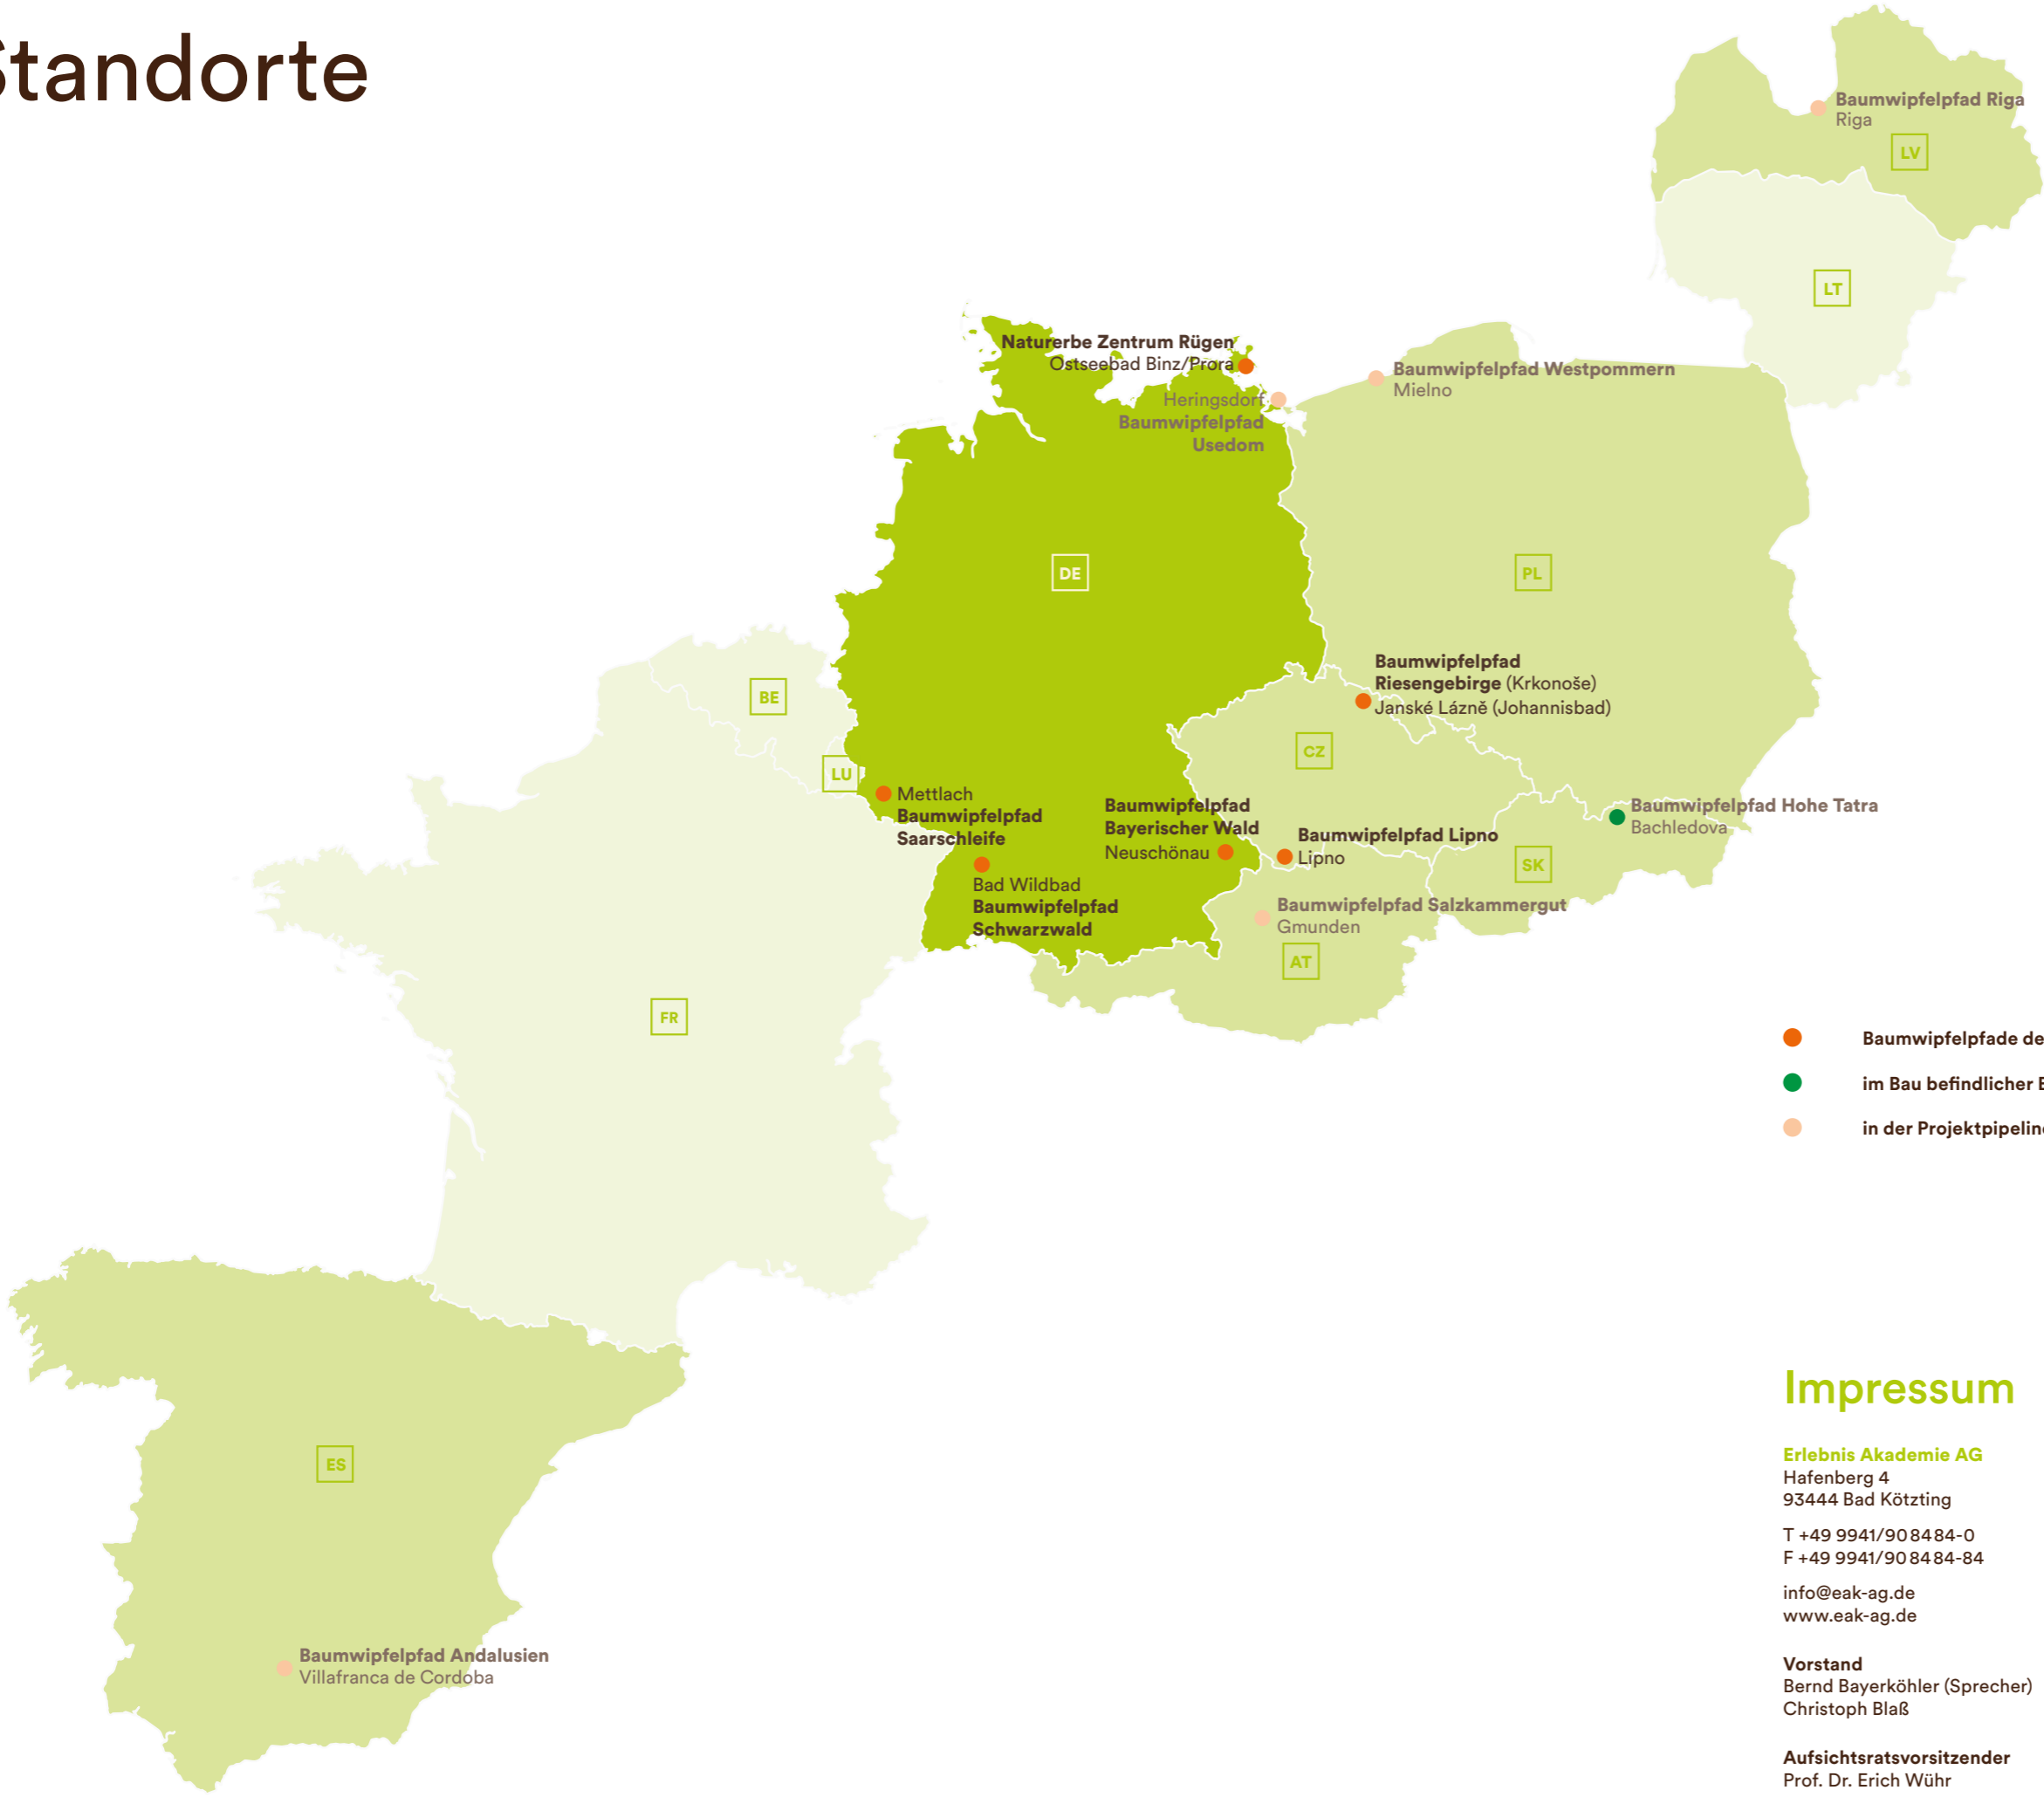 Standorte
Baumwipfelpfad Riga
Riga
LV
LT
Naturerbe Zentrum Rügen
Ostseebad Binz/Prora
Baumwipfelpfad Westpommern
Mielno
Heringsdorf
Baumwipfelpfad
Usedom
DE
PL
Baumwipfelpfad
Riesengebirge (Krkonoše)
Janské Lázně (Johannisbad)
BE
CZ
LU
Mettlach
Baumwipfelpfad
Saarschleife
Baumwipfelpfad
Bayerischer Wald
Neuschönau
Baumwipfelpfad Lipno
Lipno
Baumwipfelpfad Hohe Tatra
Bachledova
SK
Bad Wildbad
Baumwipfelpfad
Schwarzwald
Baumwipfelpfad Salzkammergut
Gmunden
AT
FR
Baumwipfelpfade de
im Bau befindlicher
in der Projektpipeline
ES
Baumwipfelpfad Andalusien
Villafranca de Cordoba
Impressum
Erlebnis Akademie AG
Hafenberg 4
93444 Bad Kötzting
T +49 9941/908484-0
F +49 9941/908484-84
info@eak-ag.de
www.eak-ag.de
Vorstand
Bernd Bayerköhler (Sprecher)
Christoph Blaß
Aufsichtsratsvorsitzender
Prof. Dr. Erich Wühr